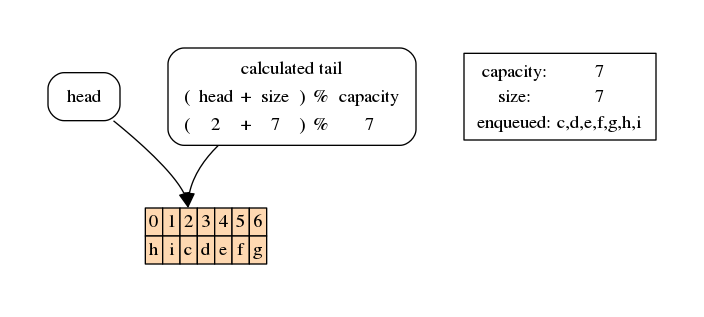 head
calculated tail
( head + size ) % capacity
( 2 + 7 ) % 7
capacity: 7
size: 7
enqueued: c,d,e,f,g,h,i
0 1 2 3 4 5 6
h i c d e f g